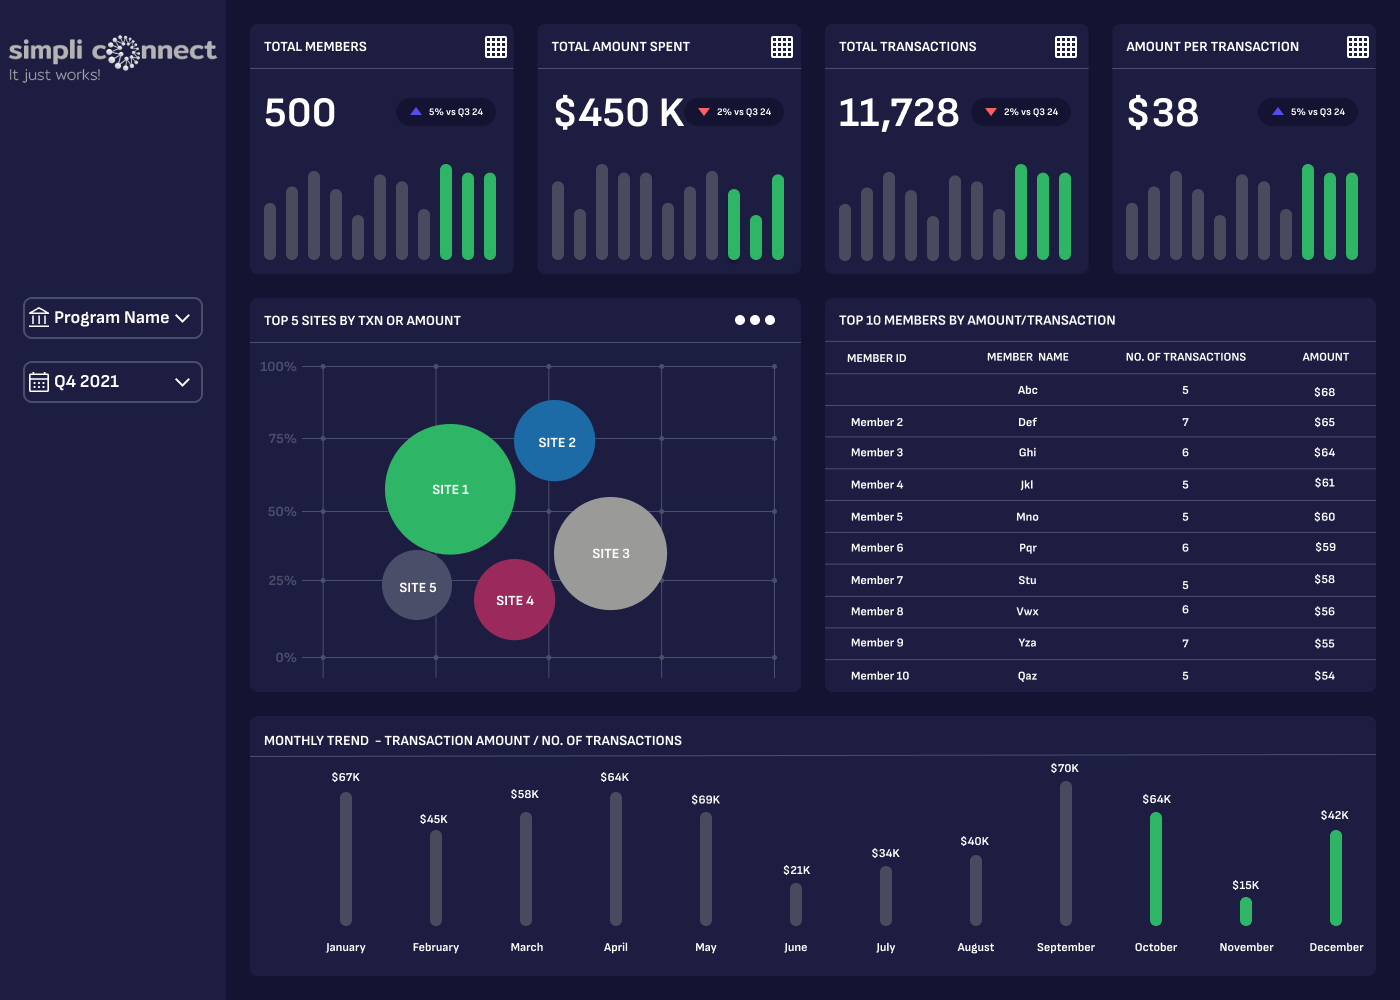 simpli connect
It just works!
Program Name
Q4 2021
TOTAL MEMBERS
500
5% vs Q3 24
TOTAL AMOUNT SPENT
$450 K
2% vs Q3 24
TOTAL TRANSACTIONS
11,728
2% vs Q3 24
AMOUNT PER TRANSACTION
$38
5% vs Q3 24
TOP 5 SITES BY TXN OR AMOUNT
100%
75%
50%
25%
0%
SITE 1
SITE 2
SITE 3
SITE 4
SITE 5
TOP 10 MEMBERS BY AMOUNT/TRANSACTION
MEMBER ID MEMBER NAME NO. OF TRANSACTIONS AMOUNT
Abc 5 $68
Member 2 Def 7 $65
Member 3 Ghi 6 $64
Member 4 Jkl 5 $61
Member 5 Mno 5 $60
Member 6 Pqr 6 $59
Member 7 Stu 5 $58
Member 8 Vwx 6 $56
Member 9 Yza 7 $55
Member 10 Qaz 5 $54
MONTHLY TREND - TRANSACTION AMOUNT / NO. OF TRANSACTIONS
$67K $45K $58K $64K $69K $21K $34K $40K $70K $64K $15K $42K
January February March April May June July August September October November December